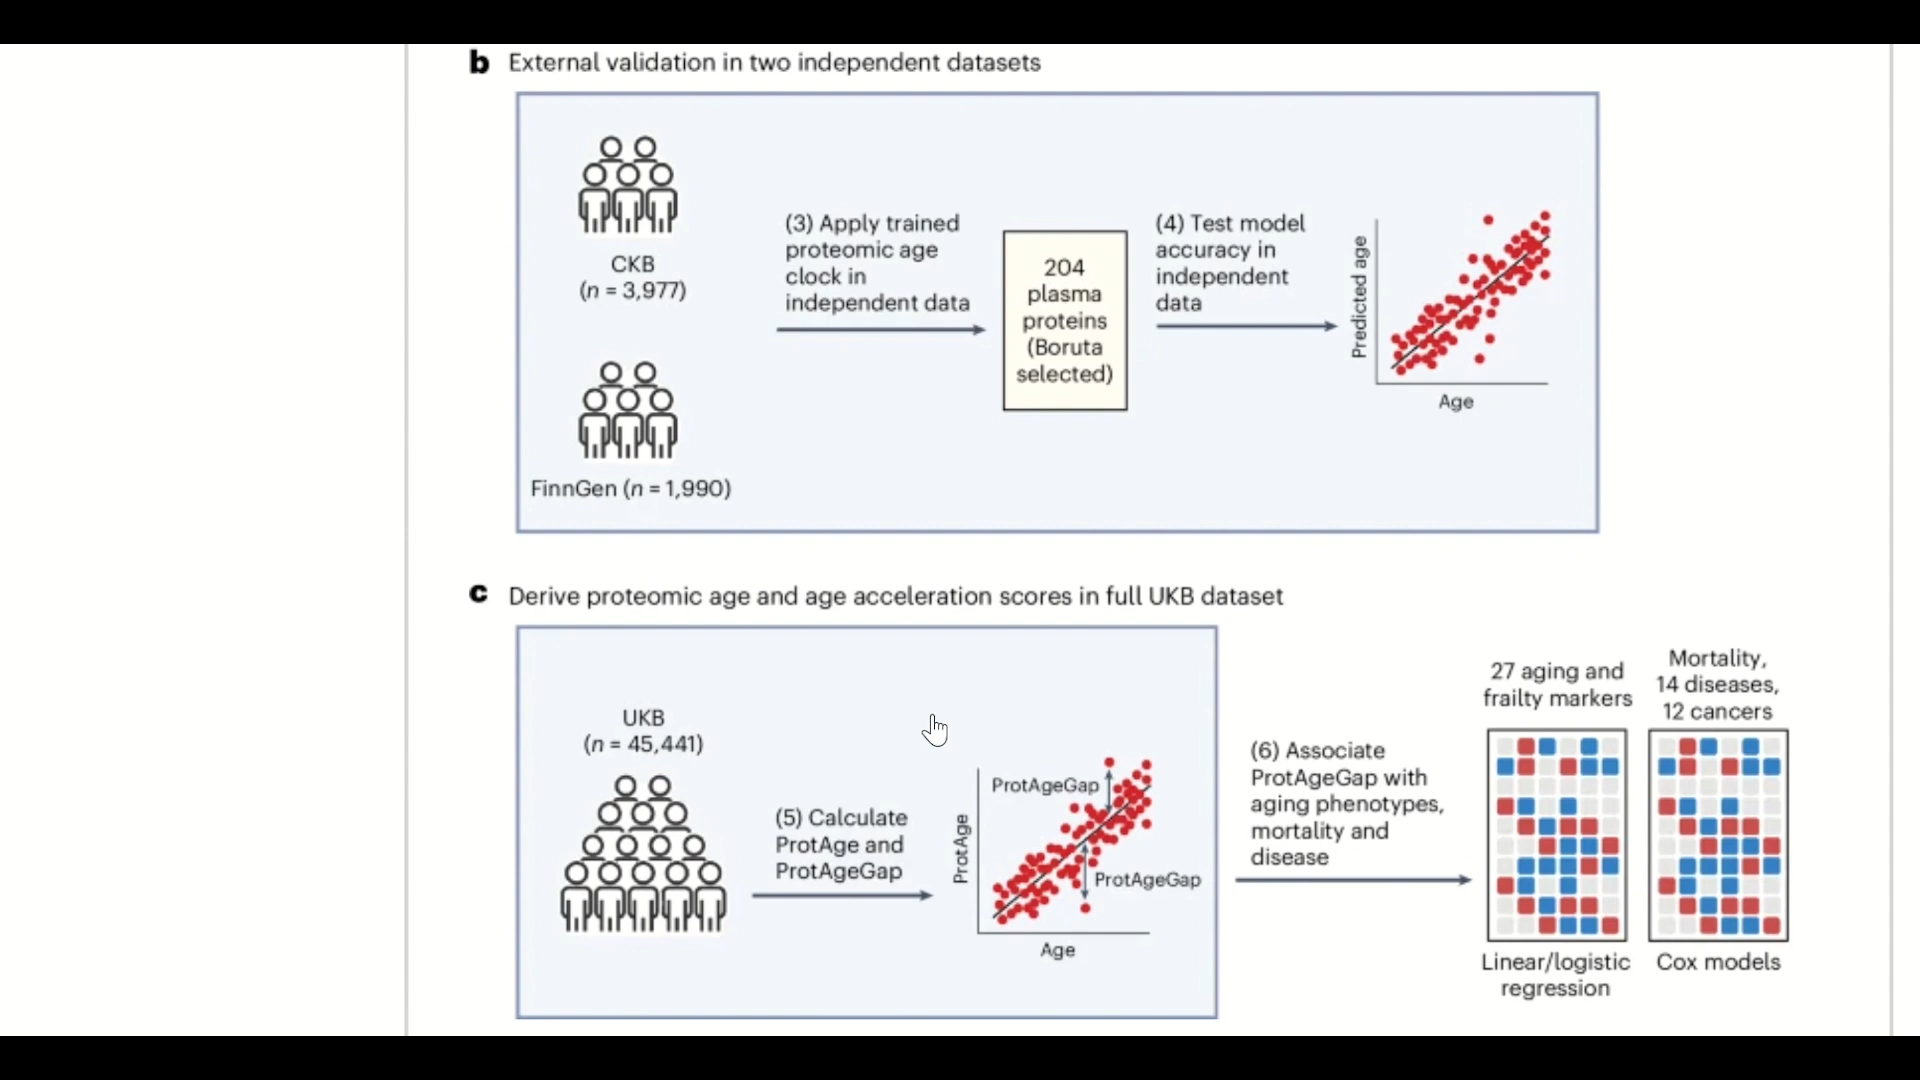 b External validation in two independent datasets
CKB
(n = 3,977)
FinnGen (n = 1,990)
(3) Apply trained
proteomic age
clock in
independent data
204
plasma
proteins
(Boruta
selected)
(4) Test model
accuracy in
independent
data
Predicted age
Age
c Derive proteomic age and age acceleration scores in full UKB dataset
UKB
(n = 45,441)
(5) Calculate
ProtAge and
ProtAgeGap
ProtAge
ProtAgeGap
ProtAgeGap
Age
(6) Associate
ProtAgeGap with
aging phenotypes,
mortality and
disease
27 aging and
frailty markers
Linear/logistic
regression
Mortality,
14 diseases,
12 cancers
Cox models